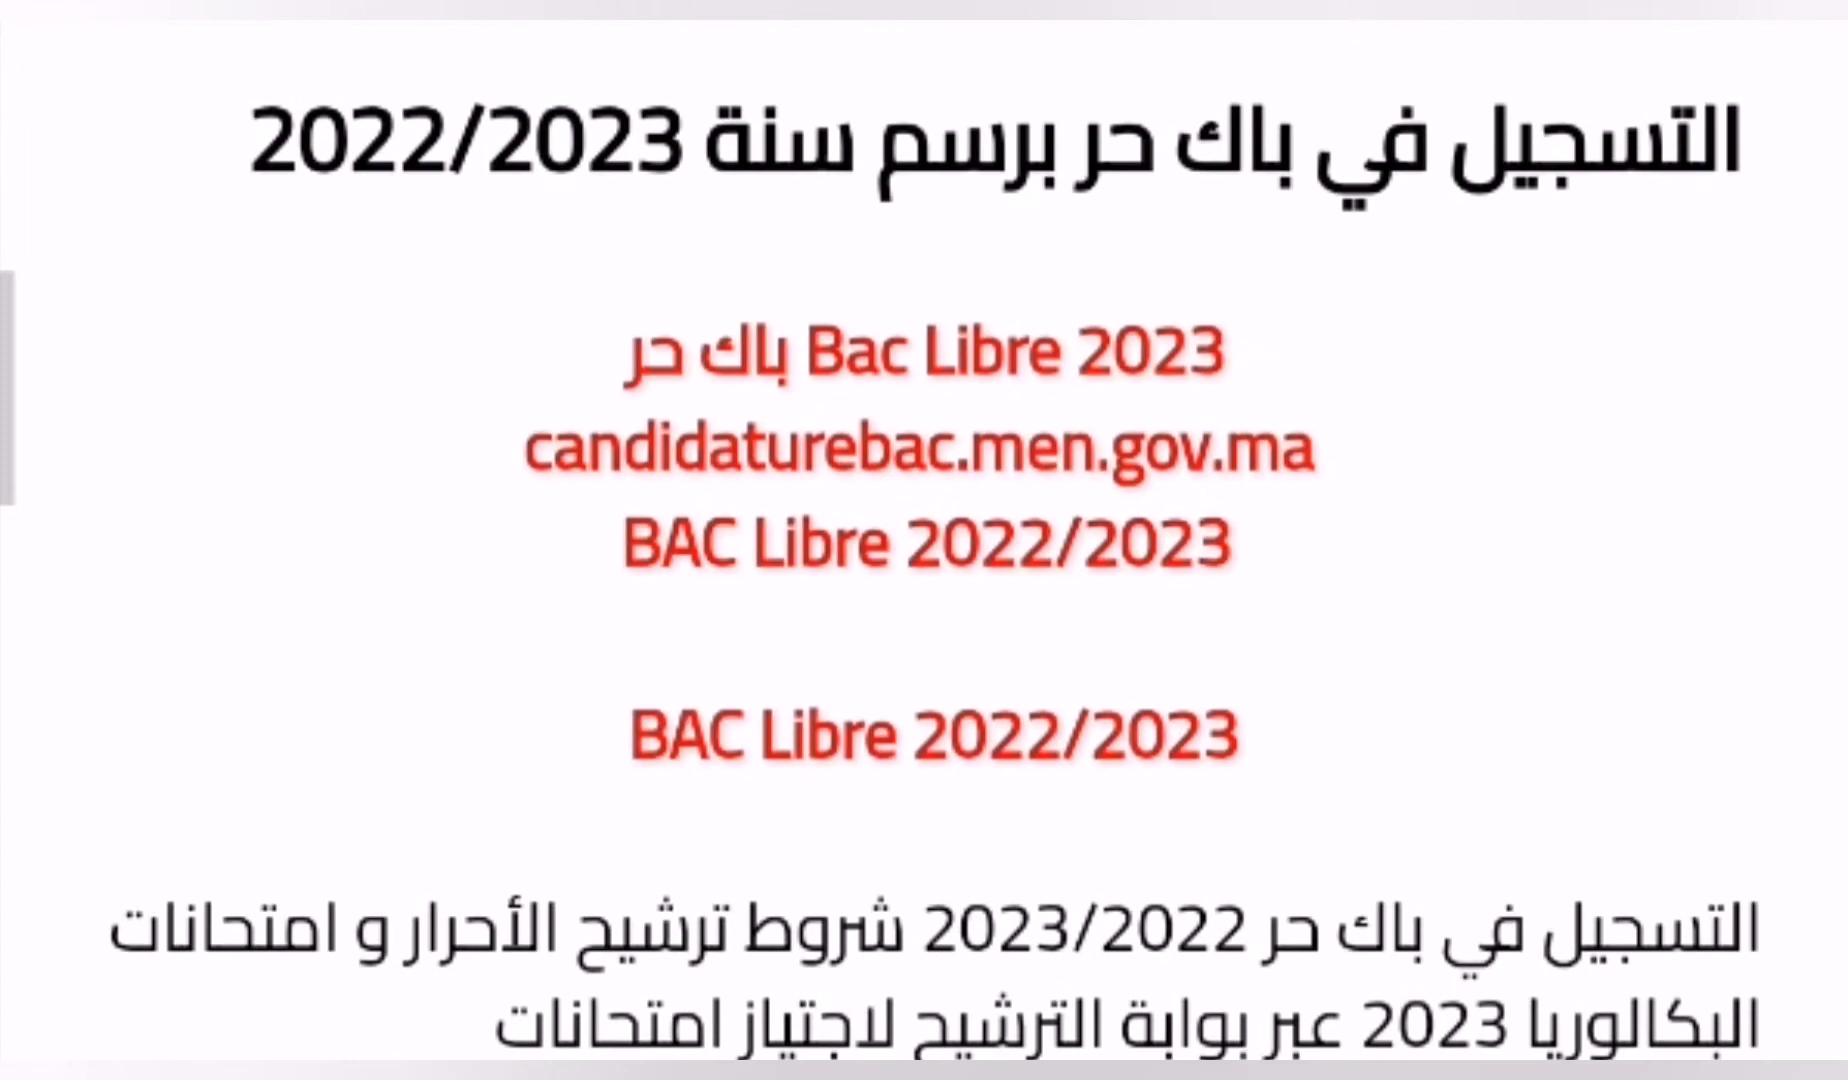 التسجيل في باك حر برسم سنة 2022/2023
باك حر Bac Libre 2023
candidaturebac.men.gov.ma
BAC Libre 2022/2023
BAC Libre 2022/2023
التسجيل في باك حر 2023/2022 شروط ترشيح الأحرار و امتحانات
البكالوريا 2023 عبر بوابة الترشيح لاجتياز امتحانات